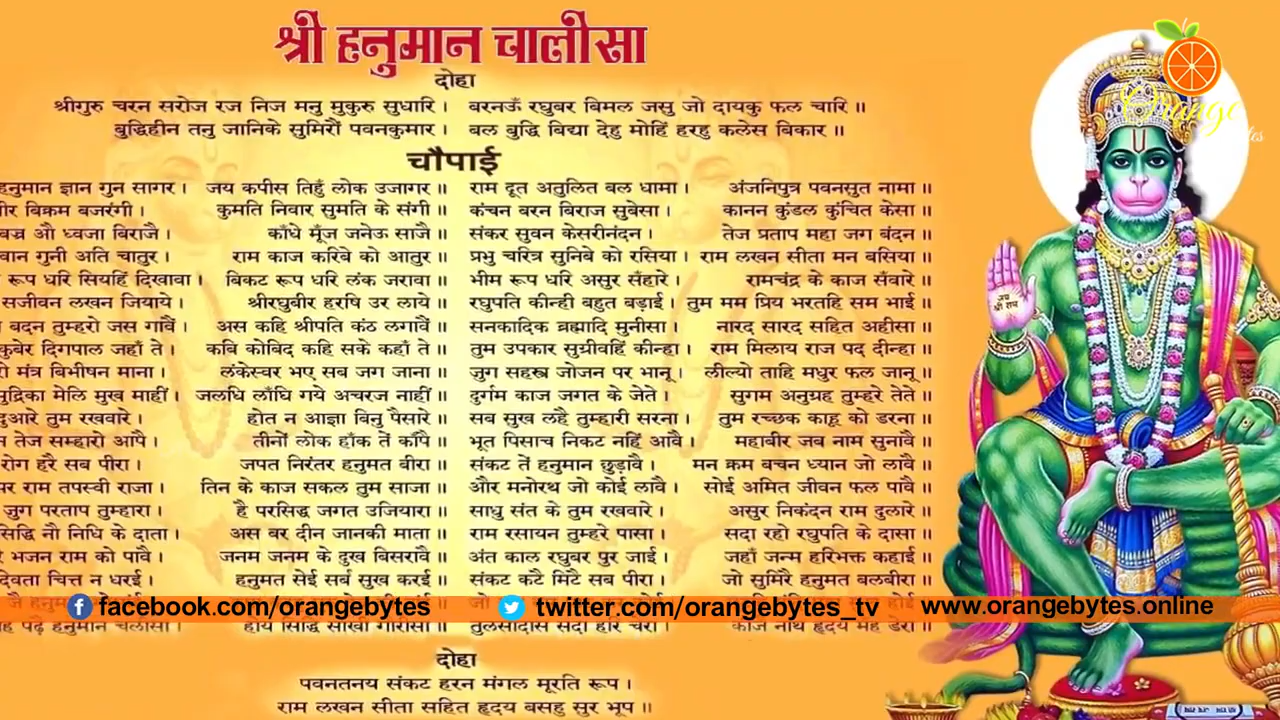 श्री हनुमान चालीसा
दोहा
श्रीगुरु चरन सरोज रज निज मनु मुकुरु सुधारि। बरनऊँ रघुबर बिमल जसु जो दायकु फल चारि॥
बुद्धिहीन तनु जानिके सुमिरौं पवनकुमार। बल बुद्धि बिद्या देहु मोहिं हरहु कलेस बिकार॥
चौपाई
हनुमान ज्ञान गुन सागर। जय कपीस तिहुँ लोक उजागर॥ राम दूत अतुलित बल धामा। अंजनिपुत्र पवनसुत नामा॥
बिक्रम बजरंगी। कुमति निवार सुमति के संगी॥ कंचन बरन बिराज सुबेसा। कानन कुंडल कुंचित केसा॥
औ ध्वजा बिराजै। काँधे मूँज जनेऊ साजै॥ संकर सुवन केसरीनंदन। तेज प्रताप महा जग बंदन॥
गुनी अति चातुर। राम काज करिबे को आतुर॥ प्रभु चरित्र सुनिबे को रसिया। राम लखन सीता मन बसिया॥
रूप धरि सियहिं दिखावा। बिकट रूप धरि लंक जरावा॥ भीम रूप धरि असुर सँहारे। रामचंद्र के काज सँवारे॥
सजीवन लखन जियाये। श्रीरघुबीर हरषि उर लाये॥ रघुपति कीन्ही बहुत बड़ाई। तुम मम प्रिय भरतहि सम भाई॥
बदन तुम्हरो जस गावैं। अस कहि श्रीपति कंठ लगावैं॥ सनकादिक ब्रह्मादि मुनीसा। नारद सारद सहित अहीसा॥
कुबेर दिगपाल जहाँ ते। कबि कोबिद कहि सके कहाँ ते॥ तुम उपकार सुग्रीवहिं कीन्हा। राम मिलाय राज पद दीन्हा॥
मंत्र बिभीषन माना। लंकेस्वर भए सब जग जाना॥ जुग सहस्त्र जोजन पर भानू। लील्यो ताहि मधुर फल जानू॥
मुद्रिका मेलि मुख माहीं। जलधि लाँघि गये अचरज नाहीं॥ दुर्गम काज जगत के जेते। सुगम अनुग्रह तुम्हरे तेते॥
दुआरे तुम रखवारे। होत न आज्ञा बिनु पैसारे॥ सब सुख लहै तुम्हारी सरना। तुम रच्छक काहू को डरना॥
तेज सम्हारो आपै। तीनों लोक हाँक तें काँपै॥ भूत पिसाच निकट नहिं आवै। महाबीर जब नाम सुनावै॥
रोग हरै सब पीरा। जपत निरंतर हनुमत बीरा॥ संकट तें हनुमान छुड़ावै। मन क्रम बचन ध्यान जो लावै॥
राम तपस्वी राजा। तिन के काज सकल तुम साजा॥ और मनोरथ जो कोई लावै। सोई अमित जीवन फल पावै॥
जुग परताप तुम्हारा। है परसिद्ध जगत उजियारा॥ साधु संत के तुम रखवारे। असुर निकंदन राम दुलारे॥
सिद्धि नौ निधि के दाता। अस बर दीन जानकी माता॥ राम रसायन तुम्हरे पासा। सदा रहो रघुपति के दासा॥
भजन राम को पावै। जनम जनम के दुख बिसरावै॥ अंत काल रघुबर पुर जाई। जहाँ जन्म हरिभक्त कहाई॥
देवता चित्त न धरई। हनुमत सेई सर्ब सुख करई॥ संकट कटै मिटै सब पीरा। जो सुमिरै हनुमत बलबीरा॥
facebook.com/orangebytes twitter.com/orangebytes_tv www.orangebytes.online
पढ़ै हनुमान चालीसा। होय सिद्धि साखी गौरीसा॥ तुलसीदास सदा हरि चेरा। कीजै नाथ हृदय महँ डेरा॥
दोहा
पवनतनय संकट हरन मंगल मूरति रूप।
राम लखन सीता सहित हृदय बसहु सुर भूप॥
Orange
जय श्री राम